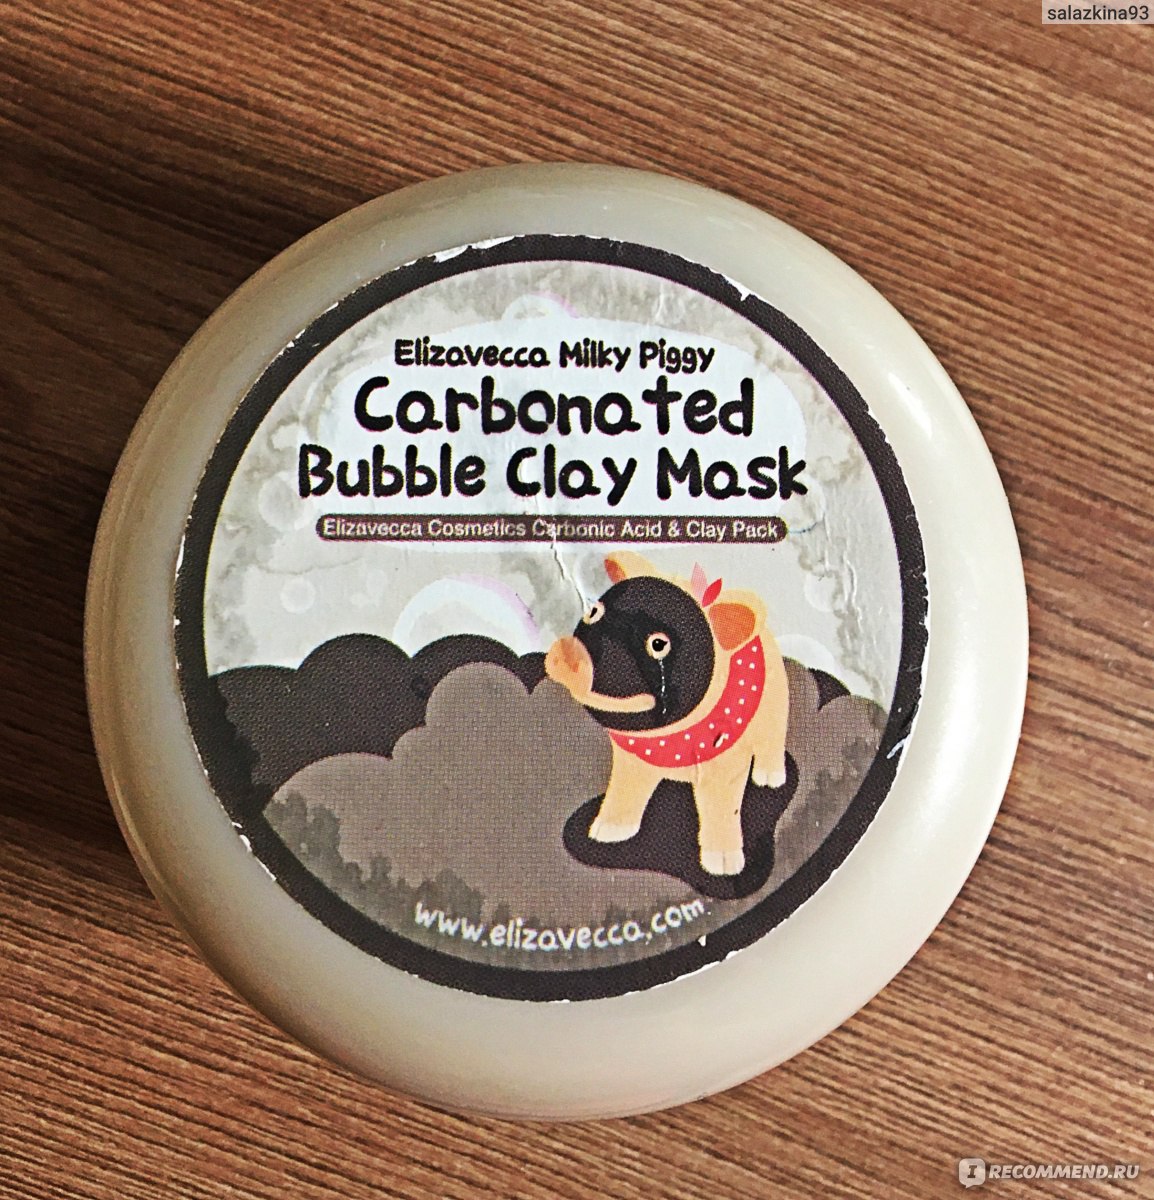 salazkina93
Elizavecca Milky Piggy
Carbonated
Bubble Clay Mask
Elizavecca Cosmetics Carbonic Acid & Clay Pack
www.elizavecca.com
I RECOMMEND.RU